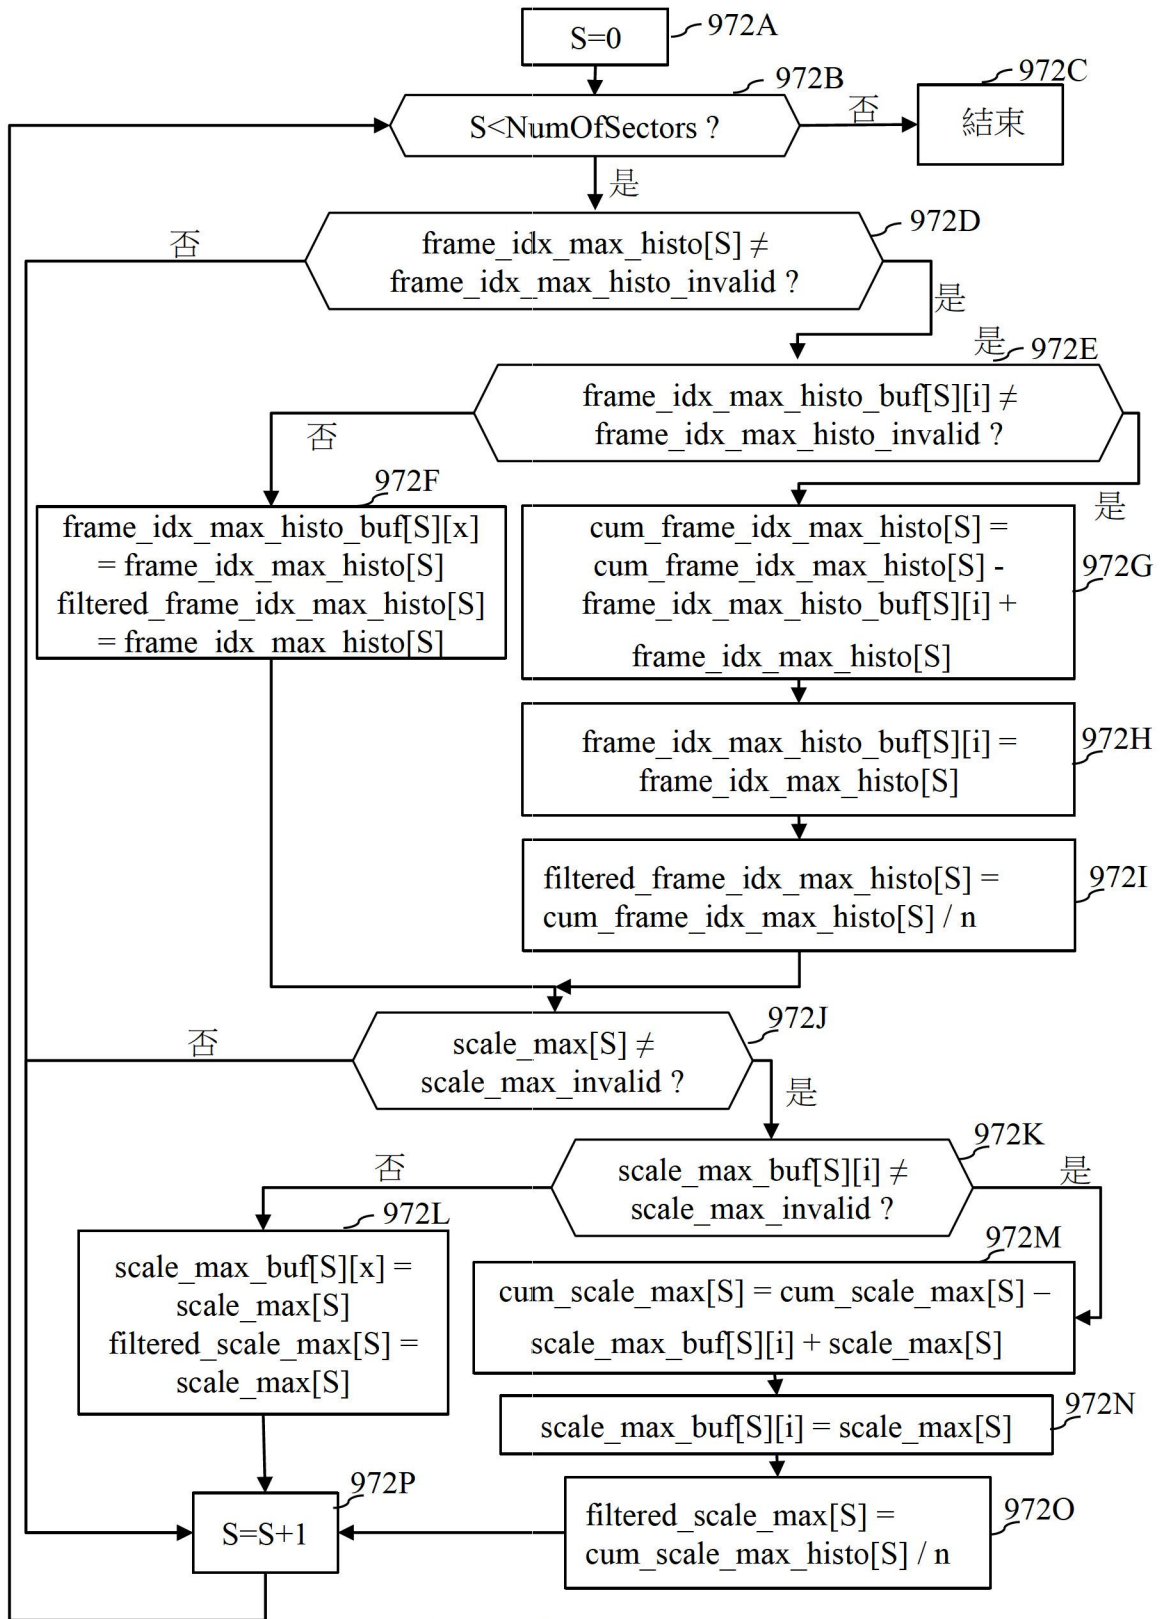 S=0
972A
972B
972C
S<NumOfSectors ?
否
結束
是
972D
否
frame_idx_max_histo[S] ≠
frame_idx_max_histo_invalid ?
是
是
972E
frame_idx_max_histo_buf[S][i] ≠
frame_idx_max_histo_invalid ?
否
是
972F
frame_idx_max_histo_buf[S][x]
= frame_idx_max_histo[S]
filtered_frame_idx_max_histo[S]
= frame_idx_max_histo[S]
cum_frame_idx_max_histo[S] =
cum_frame_idx_max_histo[S] -
frame_idx_max_histo_buf[S][i] +
frame_idx_max_histo[S]
972G
frame_idx_max_histo_buf[S][i] =
frame_idx_max_histo[S]
972H
filtered_frame_idx_max_histo[S] =
cum_frame_idx_max_histo[S] / n
972I
972J
否
scale_max[S] ≠
scale_max_invalid ?
是
972K
否
scale_max_buf[S][i] ≠
scale_max_invalid ?
是
972L
scale_max_buf[S][x] =
scale_max[S]
filtered_scale_max[S] =
scale_max[S]
972M
cum_scale_max[S] = cum_scale_max[S] –
scale_max_buf[S][i] + scale_max[S]
972N
scale_max_buf[S][i] = scale_max[S]
972P
S=S+1
filtered_scale_max[S] =
cum_scale_max_histo[S] / n
972O